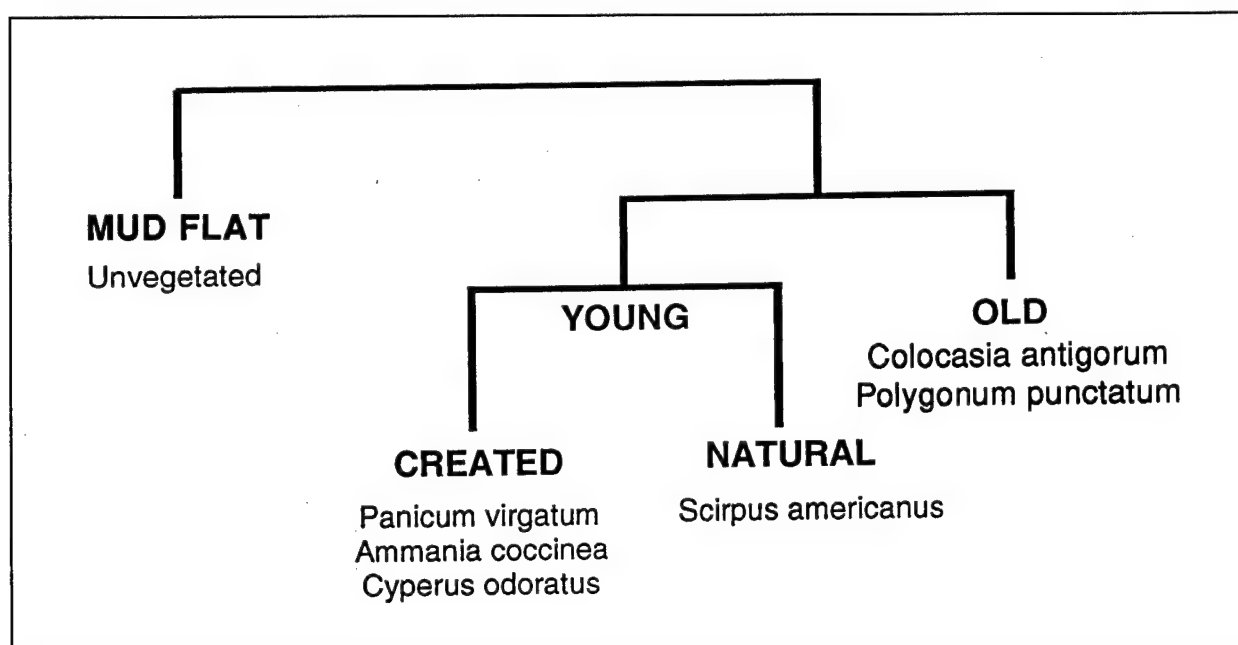 MUD FLAT
Unvegetated
YOUNG
OLD
Colocasia antigorum
Polygonum punctatum
CREATED
Panicum virgatum
Ammania coccinea
Cyperus odoratus
NATURAL
Scirpus americanus